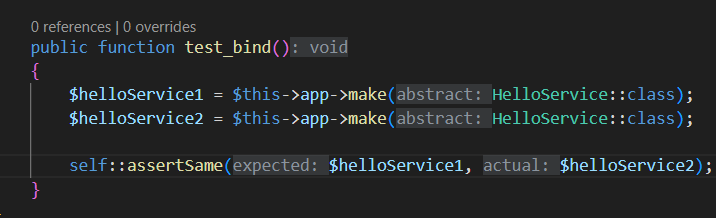 0 references | 0 overrides
public function test_bind(): void
{
$helloService1 = $this->app->make(abstract: HelloService::class);
$helloService2 = $this->app->make(abstract: HelloService::class);
self::assertSame(expected: $helloService1, actual: $helloService2);
}